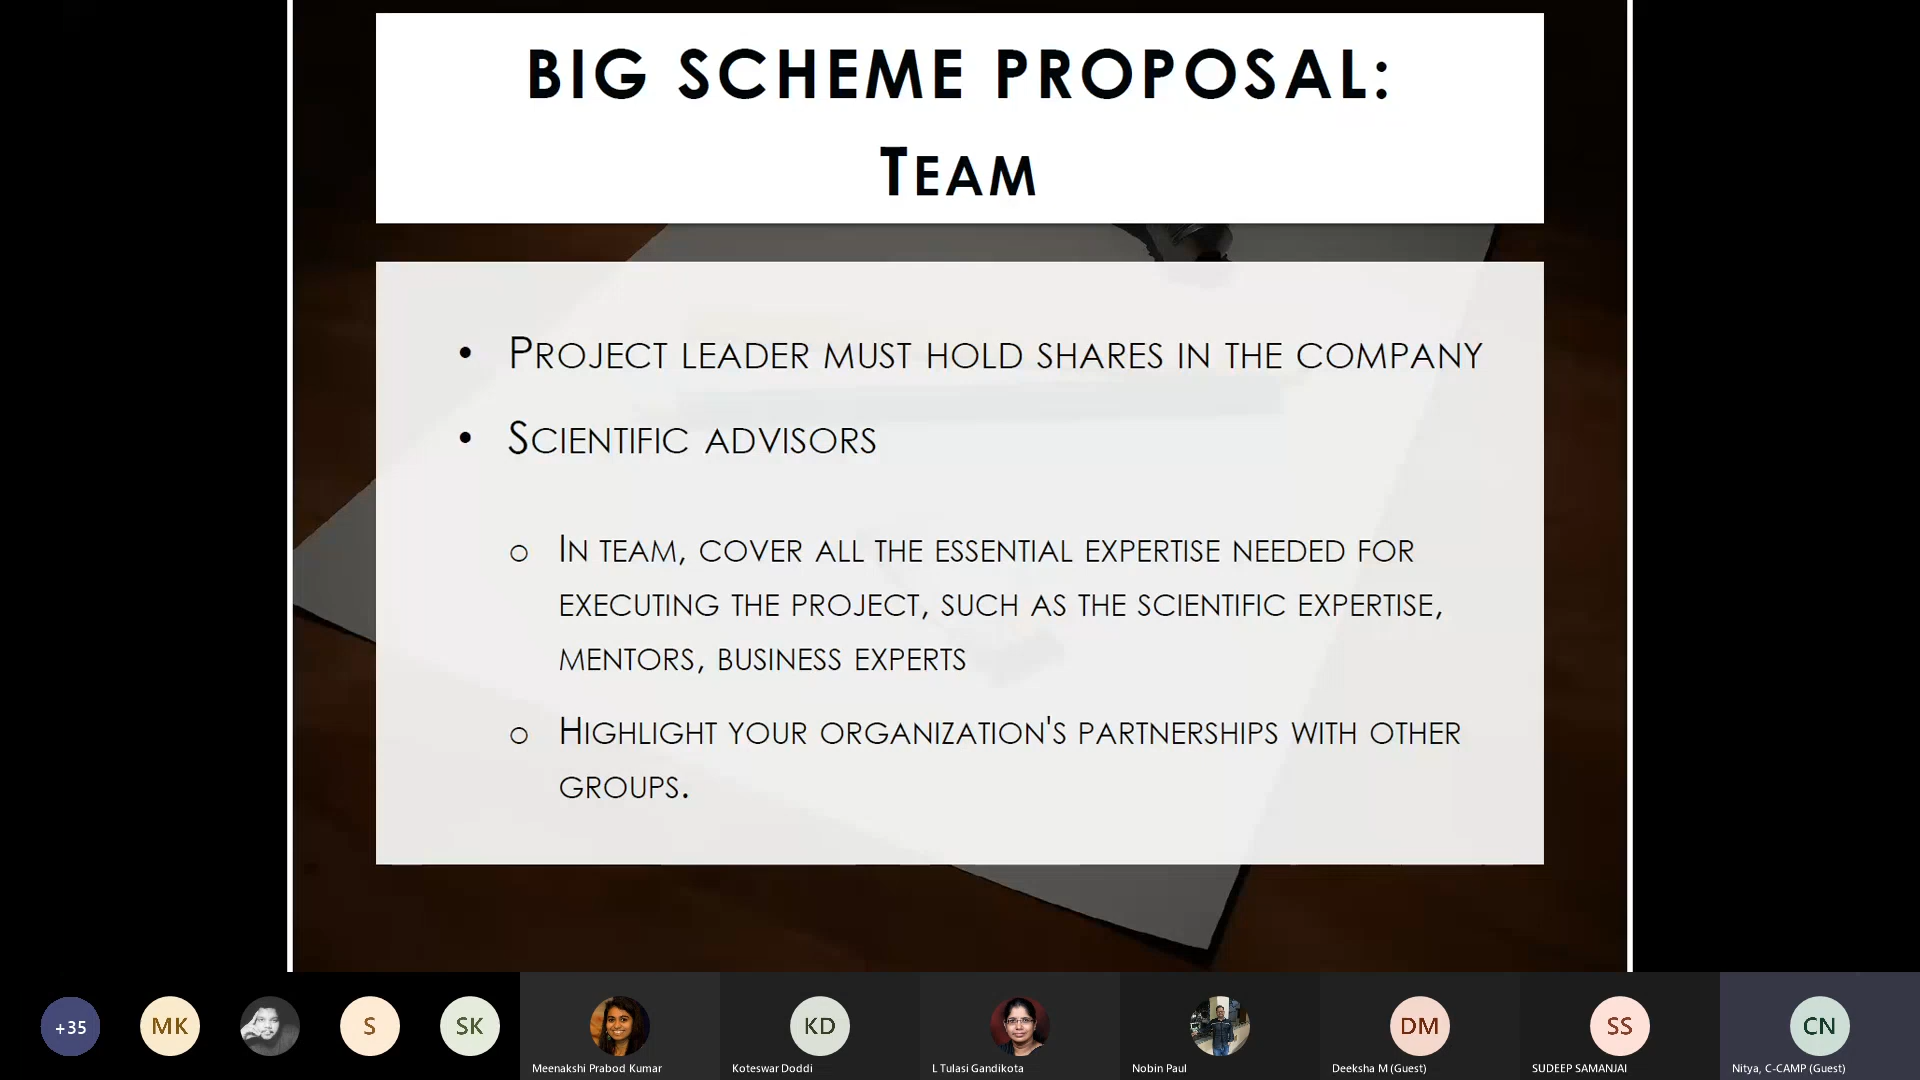 BIG SCHEME PROPOSAL:
TEAM
• PROJECT LEADER MUST HOLD SHARES IN THE COMPANY
• SCIENTIFIC ADVISORS
o IN TEAM, COVER ALL THE ESSENTIAL EXPERTISE NEEDED FOR
EXECUTING THE PROJECT, SUCH AS THE SCIENTIFIC EXPERTISE,
MENTORS, BUSINESS EXPERTS
o HIGHLIGHT YOUR ORGANIZATION'S PARTNERSHIPS WITH OTHER
GROUPS.
+35 MK S SK KD DM SS CN
Meenakshi Prabod Kumar Koteswar Doddi L Tulasi Gandikota Nobin Paul Deeksha M (Guest) SUDEEP SAMANJAI Nitya, C-CAMP (Guest)